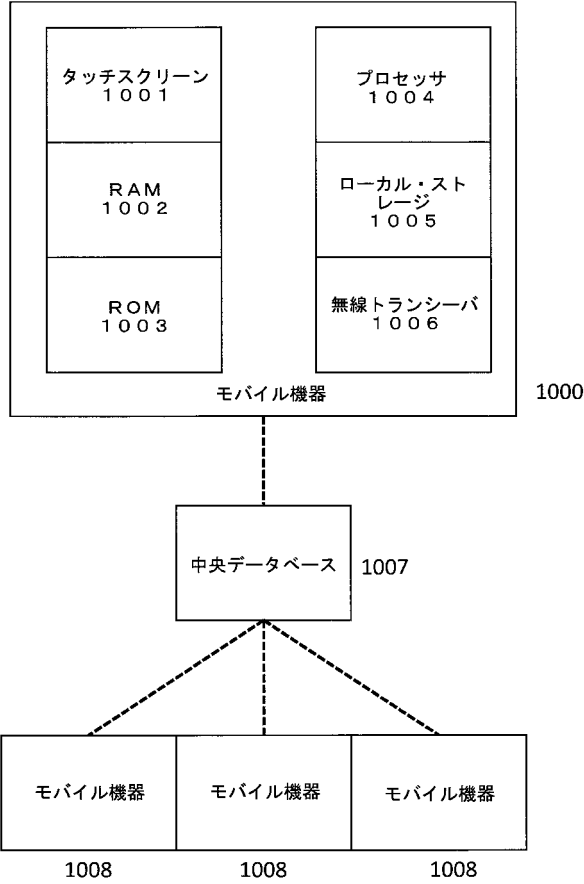 タッチスクリーン
１００１
プロセッサ
１００４
ＲＡＭ
１００２
ローカル・スト
レージ
１００５
ＲＯＭ
１００３
無線トランシーバ
１００６
モバイル機器
1000
中央データベース
1007
モバイル機器
モバイル機器
モバイル機器
1008
1008
1008